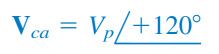 V_ca = V_p/+120°